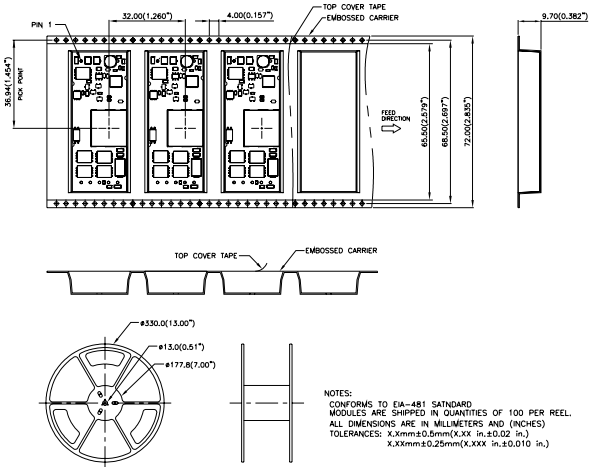 32.00(1.260")
4.00(0.157")
TOP COVER TAPE
EMBOSSED CARRIER
9.70(0.382")
PIN 1
36.94(1.454")
PICK POINT
FEED
DIRECTION
65.50(2.579")
68.50(2.697")
72.00(2.835")
TOP COVER TAPE
EMBOSSED CARRIER
ø330.0(13.00")
ø13.0(0.51")
ø177.8(7.00")
NOTES:
CONFORMS TO EIA-481 SATNDARD
MODULES ARE SHIPPED IN QUANTITIES OF 100 PER REEL.
ALL DIMENSIONS ARE IN MILLIMETERS AND (INCHES)
TOLERANCES: X.Xmm±0.5mm(X.XX in.±0.02 in.)
X.XXmm±0.25mm(X.XXX in.±0.010 in.)